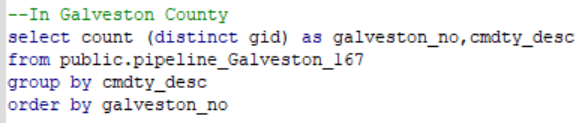 --In Galveston County
select count (distinct gid) as galveston_no,cmdty_desc
from public.pipeline_Galveston_167
group by cmdty_desc
order by galveston_no